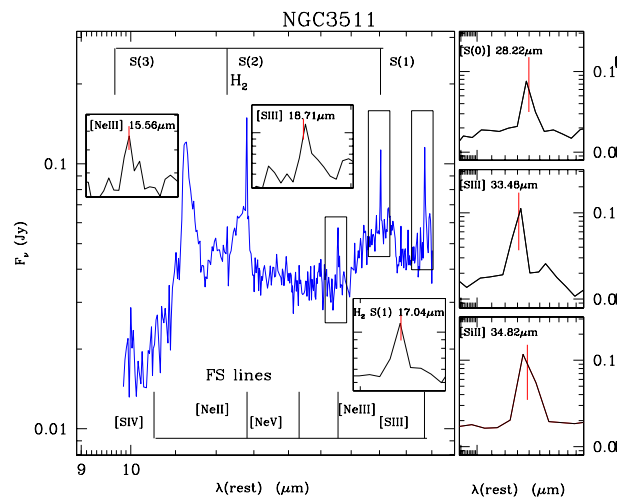 NGC3511
S(3) S(2) S(1)
H2
[NeIII] 15.56μm
[SIII] 18.71μm
H2 S(1) 17.04μm
FS lines
[SIV] [NeII] [NeV] [NeIII] [SIII]
Fν (Jy)
0.1
0.01
9 10
λ(rest) (μm)
[S(0)] 28.22μm
0.1
0.0
[SIII] 33.48μm
0.1
0.0
[SiII] 34.82μm
0.1
0.0
λ(rest) (μm)